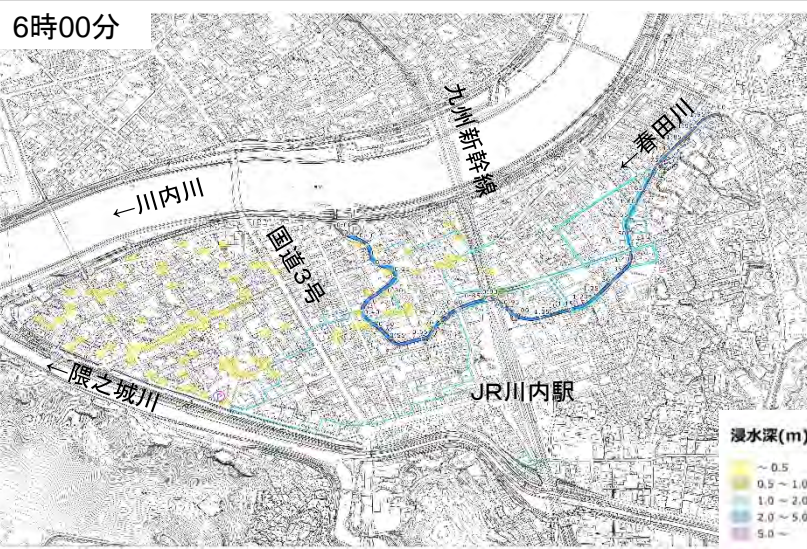 6時00分
九州新幹線
←春田川
←川内川
国道3号
←隈之城川
JR川内駅
浸水深(m)
～ 0.5
0.5 ～ 1.0
1.0 ～ 2.0
2.0 ～ 5.0
5.0 ～